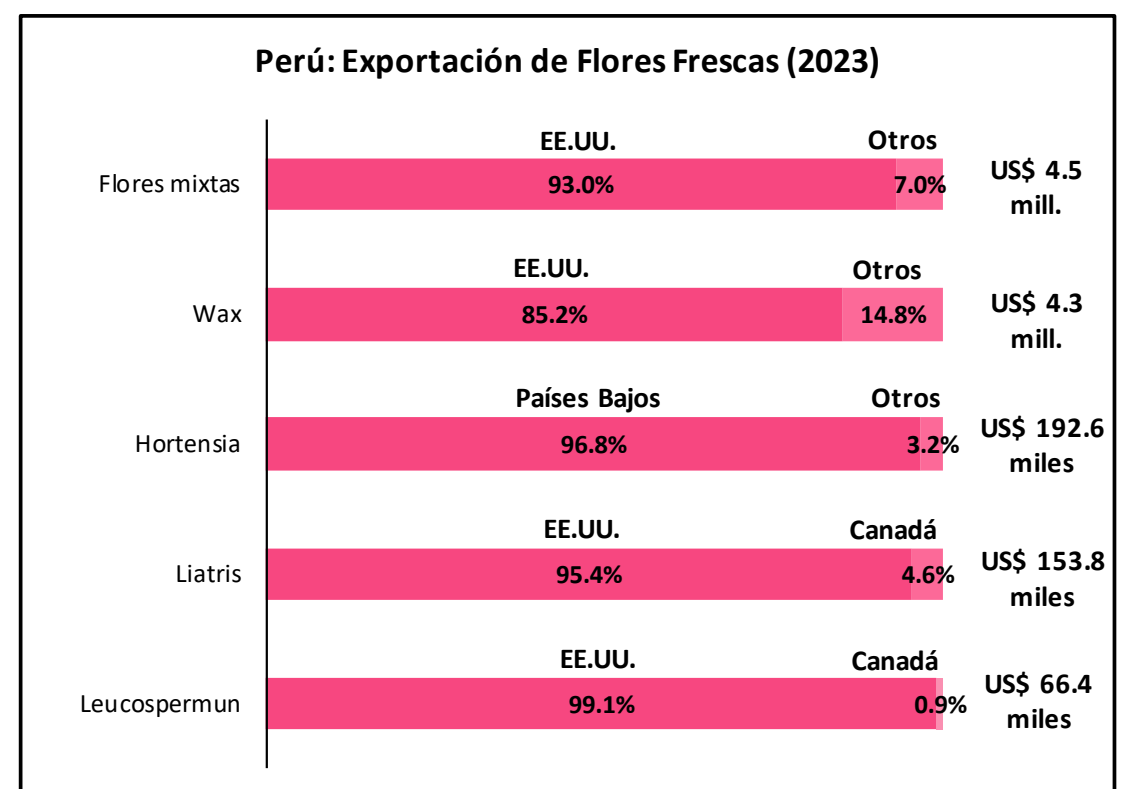 Perú: Exportación de Flores Frescas (2023)
EE.UU. Otros
Flores mixtas 93.0% 7.0% US$ 4.5
mill.
EE.UU. Otros
Wax 85.2% 14.8% US$ 4.3
mill.
Países Bajos Otros
Hortensia 96.8% 3.2% US$ 192.6
miles
EE.UU. Canadá
Liatris 95.4% 4.6% US$ 153.8
miles
EE.UU. Canadá
Leucospermun 99.1% 0.9% US$ 66.4
miles